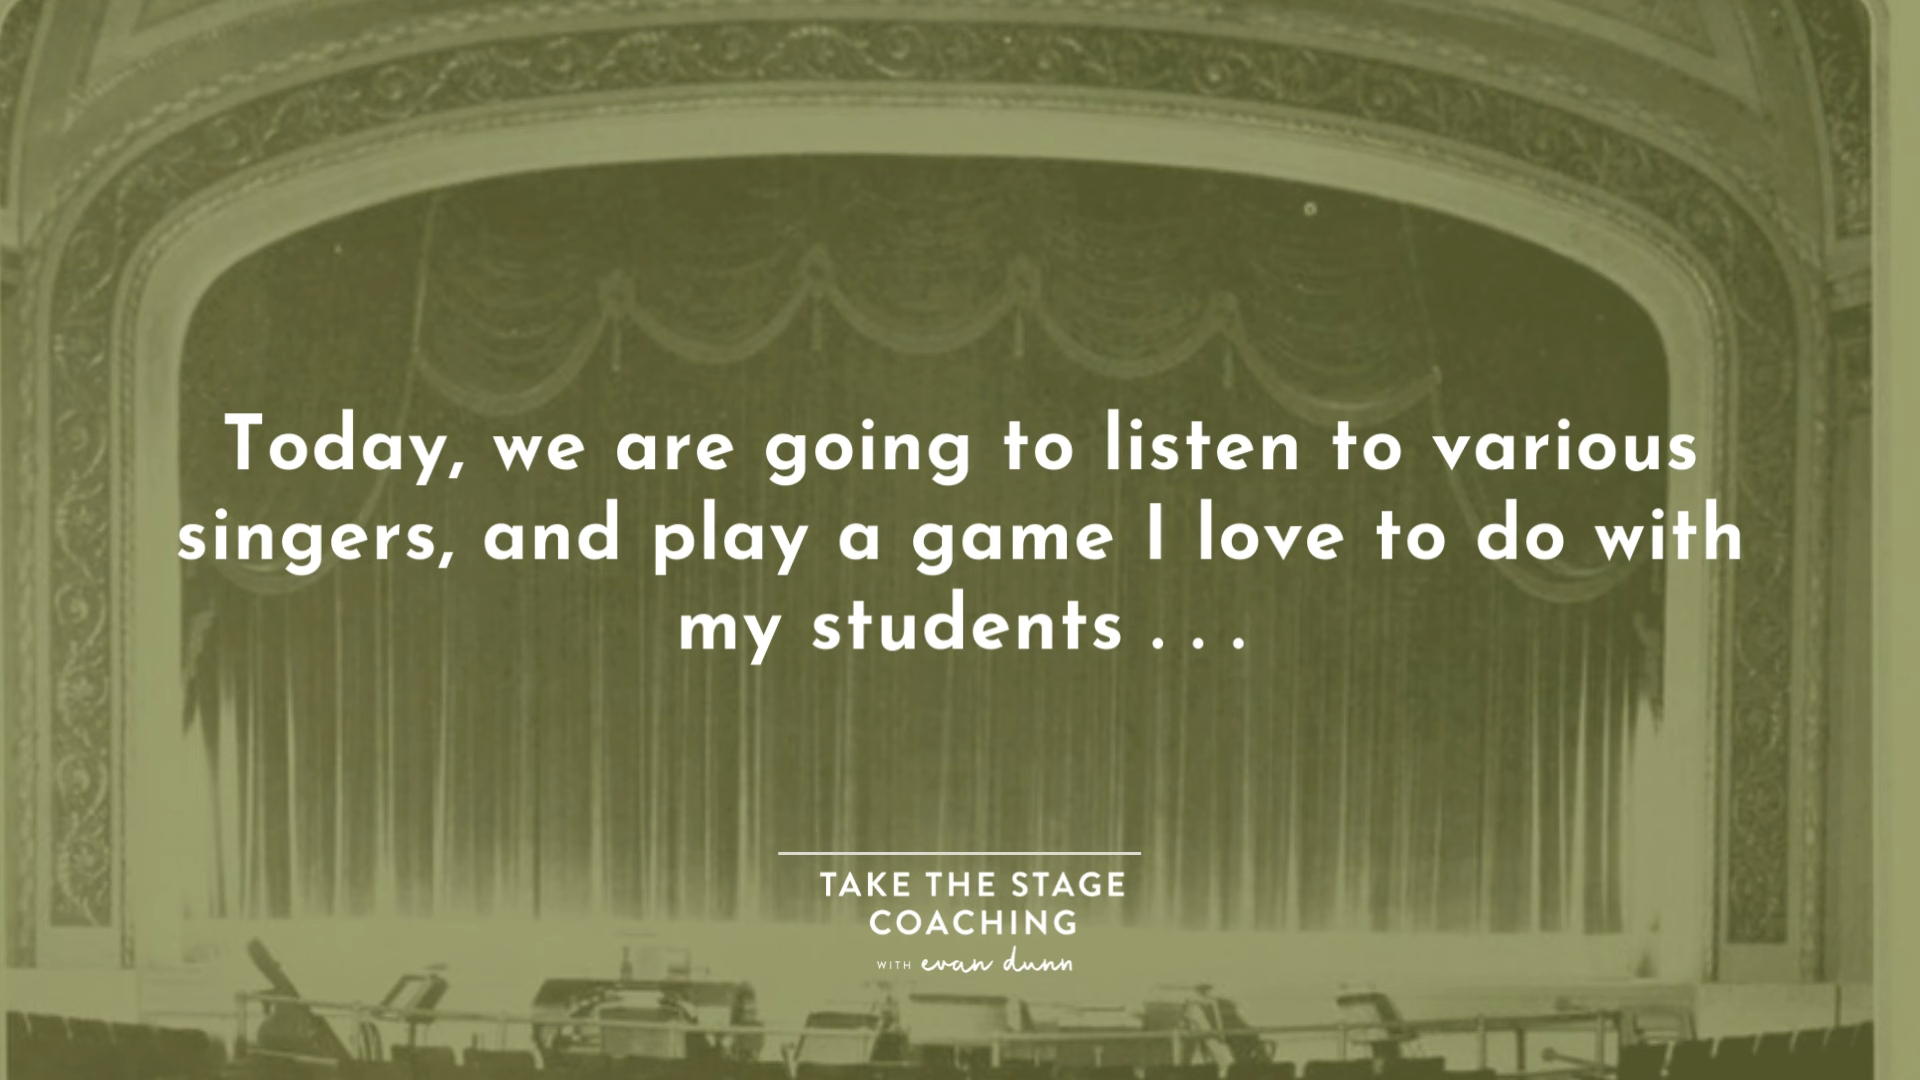 Today, we are going to listen to various
singers, and play a game I love to do with
my students . . .
TAKE THE STAGE
COACHING
WITH evan dunn